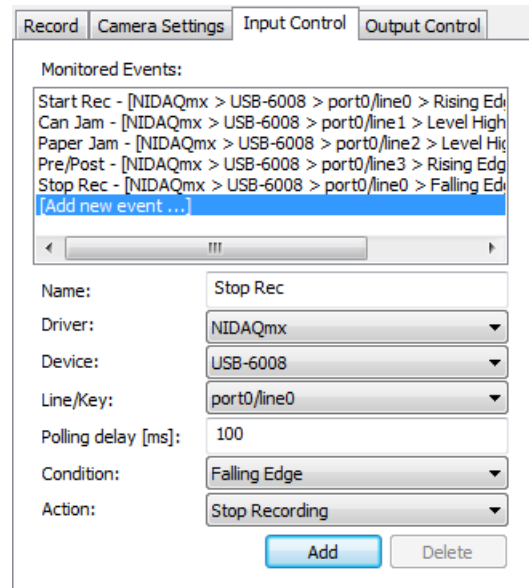 Record Camera Settings Input Control Output Control
Monitored Events:
Start Rec - [NIDAQmx > USB-6008 > port0/line0 > Rising Ed
Can Jam - [NIDAQmx > USB-6008 > port0/line1 > Level High
Paper Jam - [NIDAQmx > USB-6008 > port0/line2 > Level Hig
Pre/Post - [NIDAQmx > USB-6008 > port0/line3 > Rising Edg
Stop Rec - [NIDAQmx > USB-6008 > port0/line0 > Falling Ed
[Add new event ...]
Name: Stop Rec
Driver: NIDAQmx
Device: USB-6008
Line/Key: port0/line0
Polling delay [ms]: 100
Condition: Falling Edge
Action: Stop Recording
Add Delete